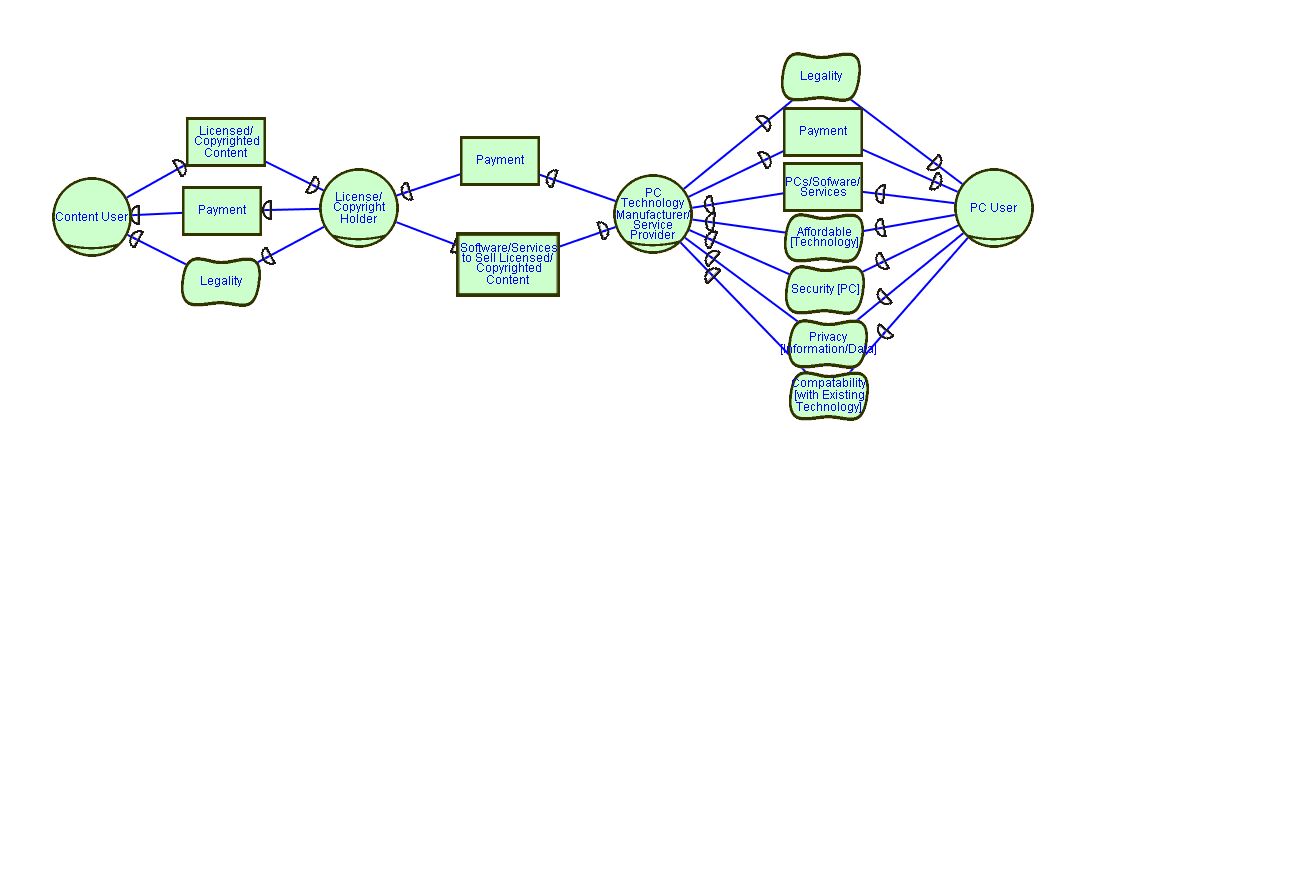 Content User
Licensed/
Copyrighted
Content
Payment
Legality
License/
Copyright
Holder
Payment
Software/Services
to Sell Licensed/
Copyrighted
Content
PC
Technology
Manufacturer/
Service
Provider
Legality
Payment
PCs/Sofware/
Services
Affordable
[Technology]
Security [PC]
Privacy
[Information/Data]
Compatability
[with Existing
Technology]
PC User